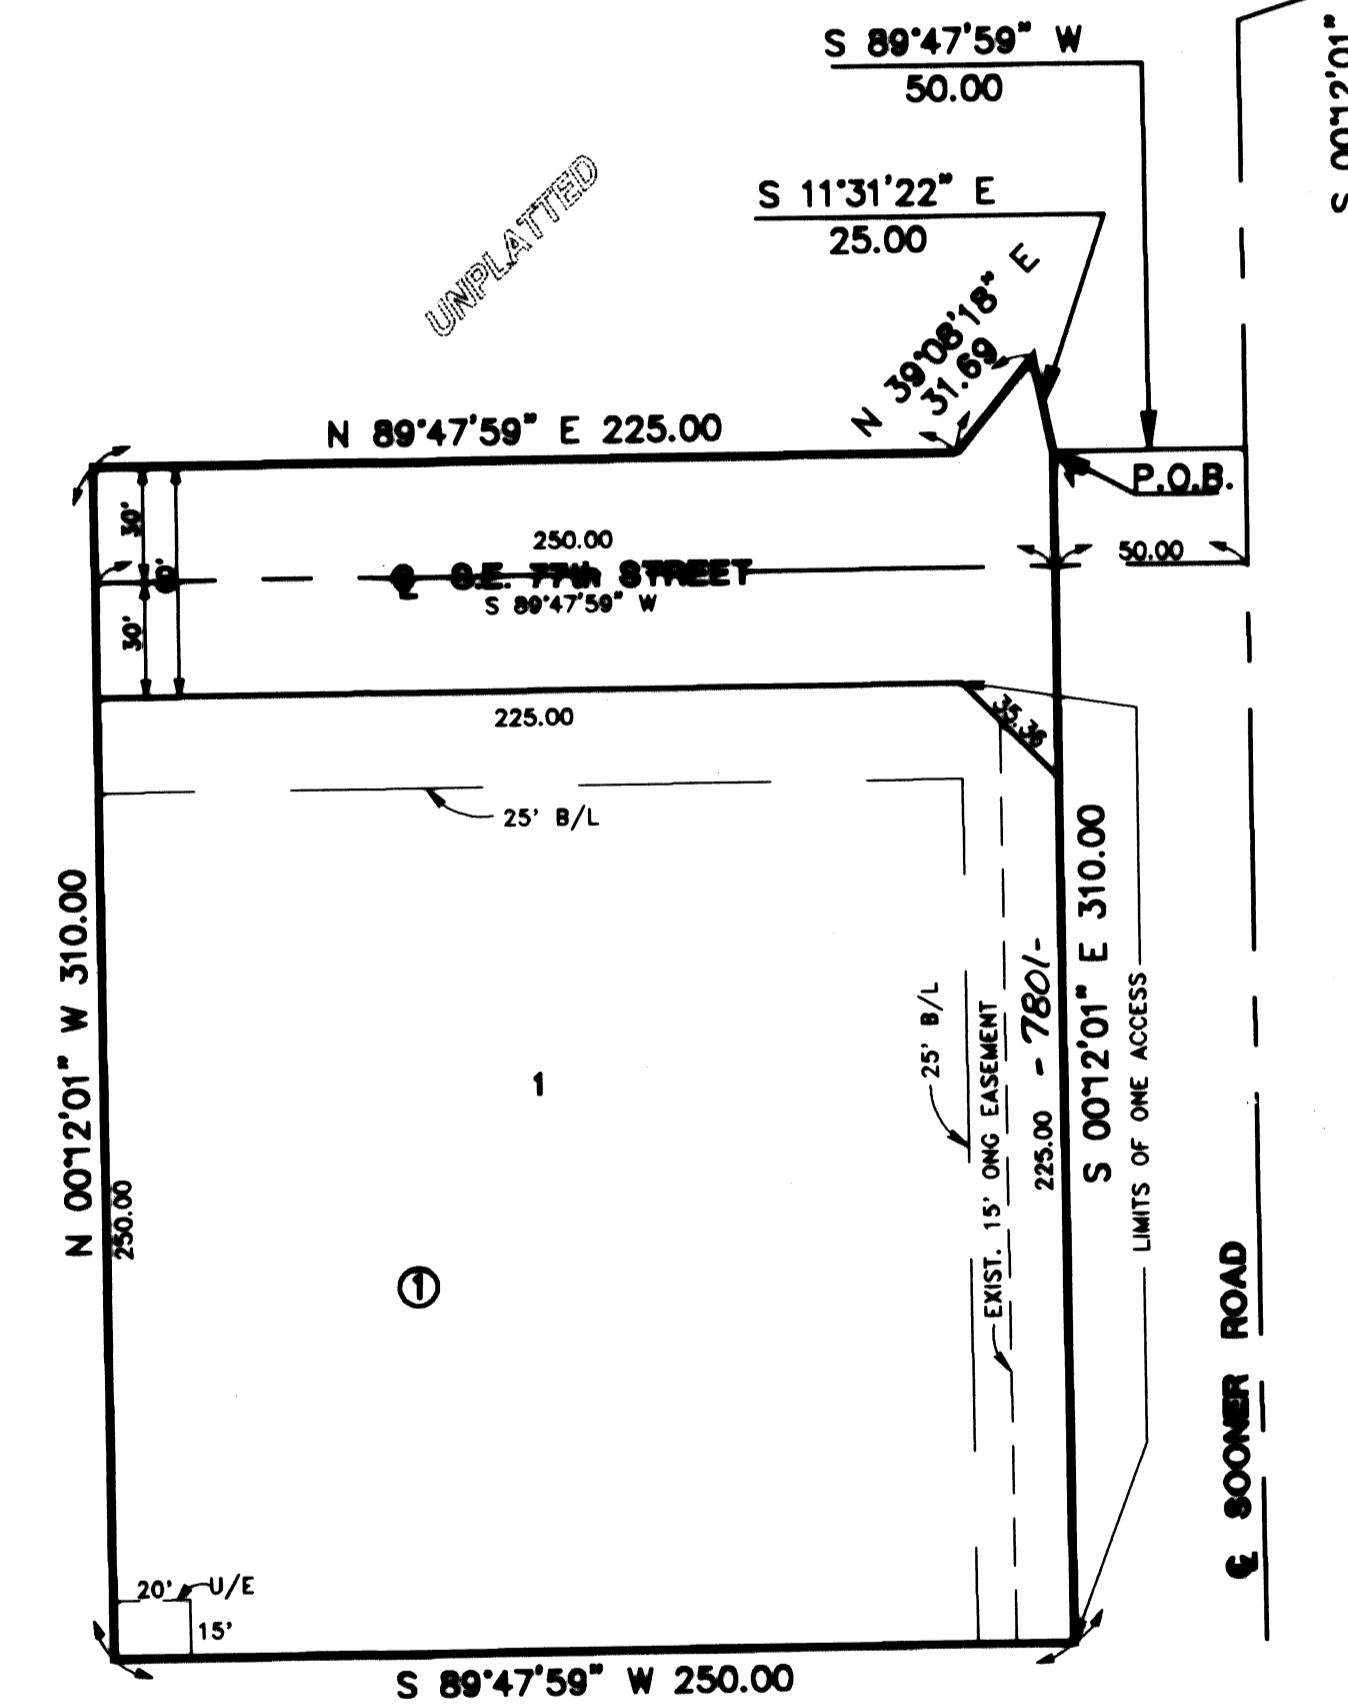 S 89°47'59" W
50.00
S 00°12'01"
S 11°31'22" E
25.00
UNPLATTED
N 39°08'18" E
31.69
N 89°47'59" E 225.00
P.O.B.
30'
30'
250.00
℄ S.E. 77th STREET
S 89°47'59" W
50.00
225.00
35.36
25' B/L
N 00°12'01" W 310.00
250.00
1
1
25' B/L
EXIST. 15' ONG EASEMENT
225.00
- 7801-
S 00°12'01" E 310.00
LIMITS OF ONE ACCESS
℄ SOONER ROAD
20'
U/E
15'
S 89°47'59" W 250.00